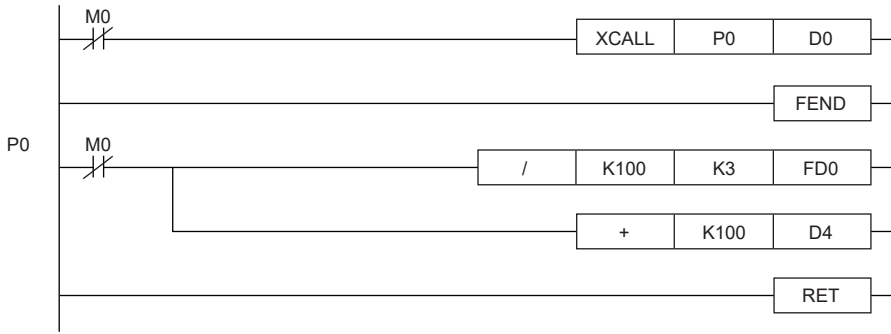 M0
XCALL P0 D0
FEND
P0 M0
/ K100 K3 FD0
+ K100 D4
RET